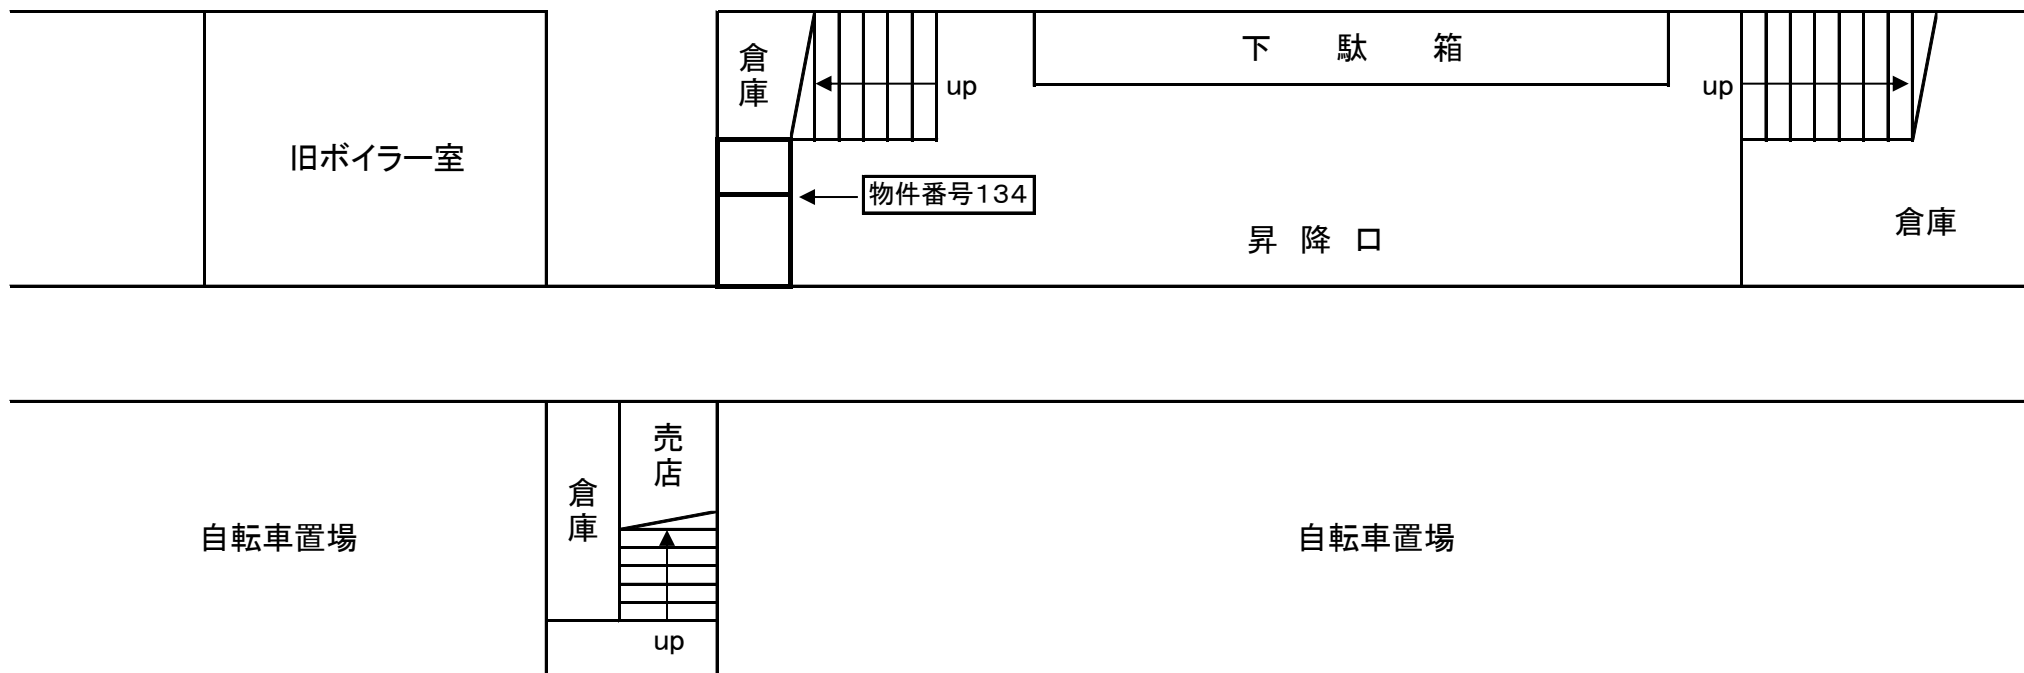 倉庫
下　駄　箱
up
up
旧ボイラー室
物件番号134
昇 降 口
倉庫
売店
倉庫
自転車置場
自転車置場
up